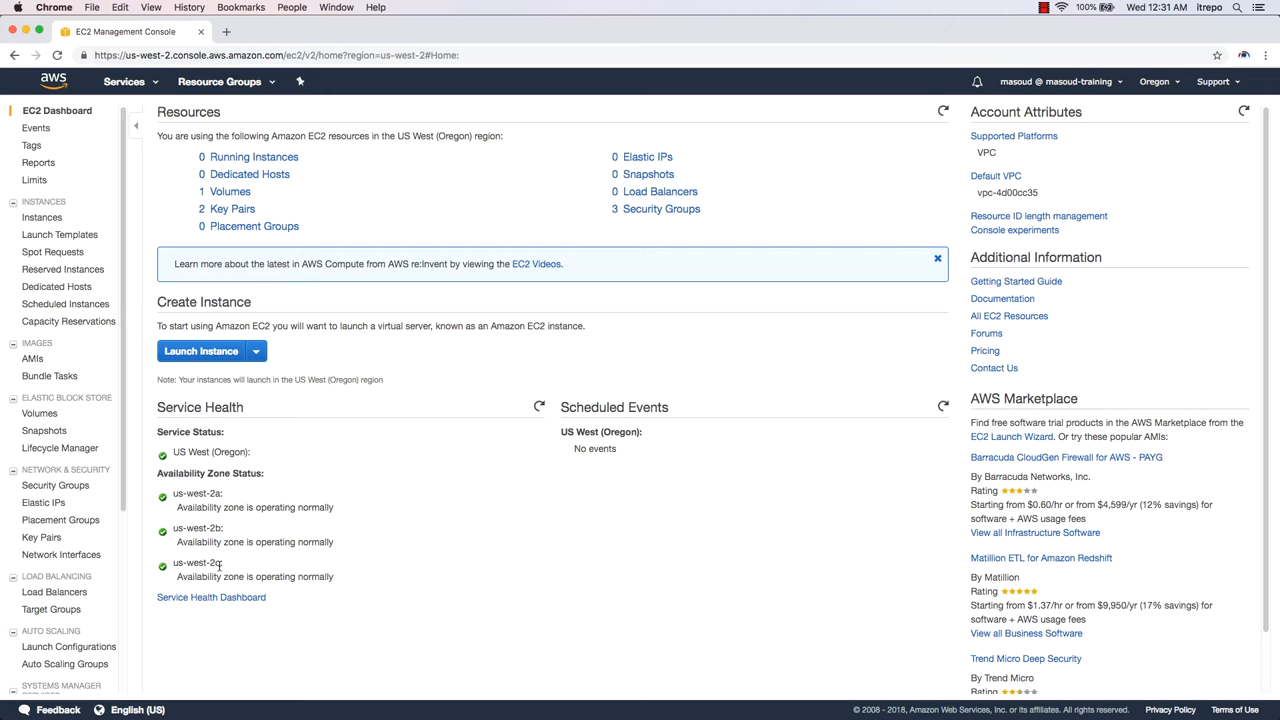 Chrome File Edit View History Bookmarks People Window Help 100% Wed 12:31 AM itrepo
EC2 Management Console
https://us-west-2.console.aws.amazon.com/ec2/v2/home?region=us-west-2#Home:
aws Services Resource Groups masoud @ masoud-training Oregon Support
EC2 Dashboard
Events
Tags
Reports
Limits
INSTANCES
Instances
Launch Templates
Spot Requests
Reserved Instances
Dedicated Hosts
Scheduled Instances
Capacity Reservations
IMAGES
AMIs
Bundle Tasks
ELASTIC BLOCK STORE
Volumes
Snapshots
Lifecycle Manager
NETWORK & SECURITY
Security Groups
Elastic IPs
Placement Groups
Key Pairs
Network Interfaces
LOAD BALANCING
Load Balancers
Target Groups
AUTO SCALING
Launch Configurations
Auto Scaling Groups
SYSTEMS MANAGER
Resources
You are using the following Amazon EC2 resources in the US West (Oregon) region:
0 Running Instances
0 Dedicated Hosts
1 Volumes
2 Key Pairs
0 Placement Groups
0 Elastic IPs
0 Snapshots
0 Load Balancers
3 Security Groups
Learn more about the latest in AWS Compute from AWS re:Invent by viewing the EC2 Videos.
Create Instance
To start using Amazon EC2 you will want to launch a virtual server, known as an Amazon EC2 instance.
Launch Instance
Note: Your instances will launch in the US West (Oregon) region
Service Health
Service Status:
US West (Oregon):
Availability Zone Status:
us-west-2a:
Availability zone is operating normally
us-west-2b:
Availability zone is operating normally
us-west-2c:
Availability zone is operating normally
Service Health Dashboard
Scheduled Events
US West (Oregon):
No events
Account Attributes
Supported Platforms
VPC
Default VPC
vpc-4d00cc35
Resource ID length management
Console experiments
Additional Information
Getting Started Guide
Documentation
All EC2 Resources
Forums
Pricing
Contact Us
AWS Marketplace
Find free software trial products in the AWS Marketplace from the
EC2 Launch Wizard. Or try these popular AMIs:
Barracuda CloudGen Firewall for AWS - PAYG
By Barracuda Networks, Inc.
Rating
Starting from $0.60/hr or from $4,599/yr (12% savings) for
software + AWS usage fees
View all Infrastructure Software
Matillion ETL for Amazon Redshift
By Matillion
Rating
Starting from $1.37/hr or from $9,950/yr (17% savings) for
software + AWS usage fees
View all Business Software
Trend Micro Deep Security
By Trend Micro
Rating
Feedback English (US) © 2008 - 2018, Amazon Web Services, Inc. or its affiliates. All rights reserved. Privacy Policy Terms of Use